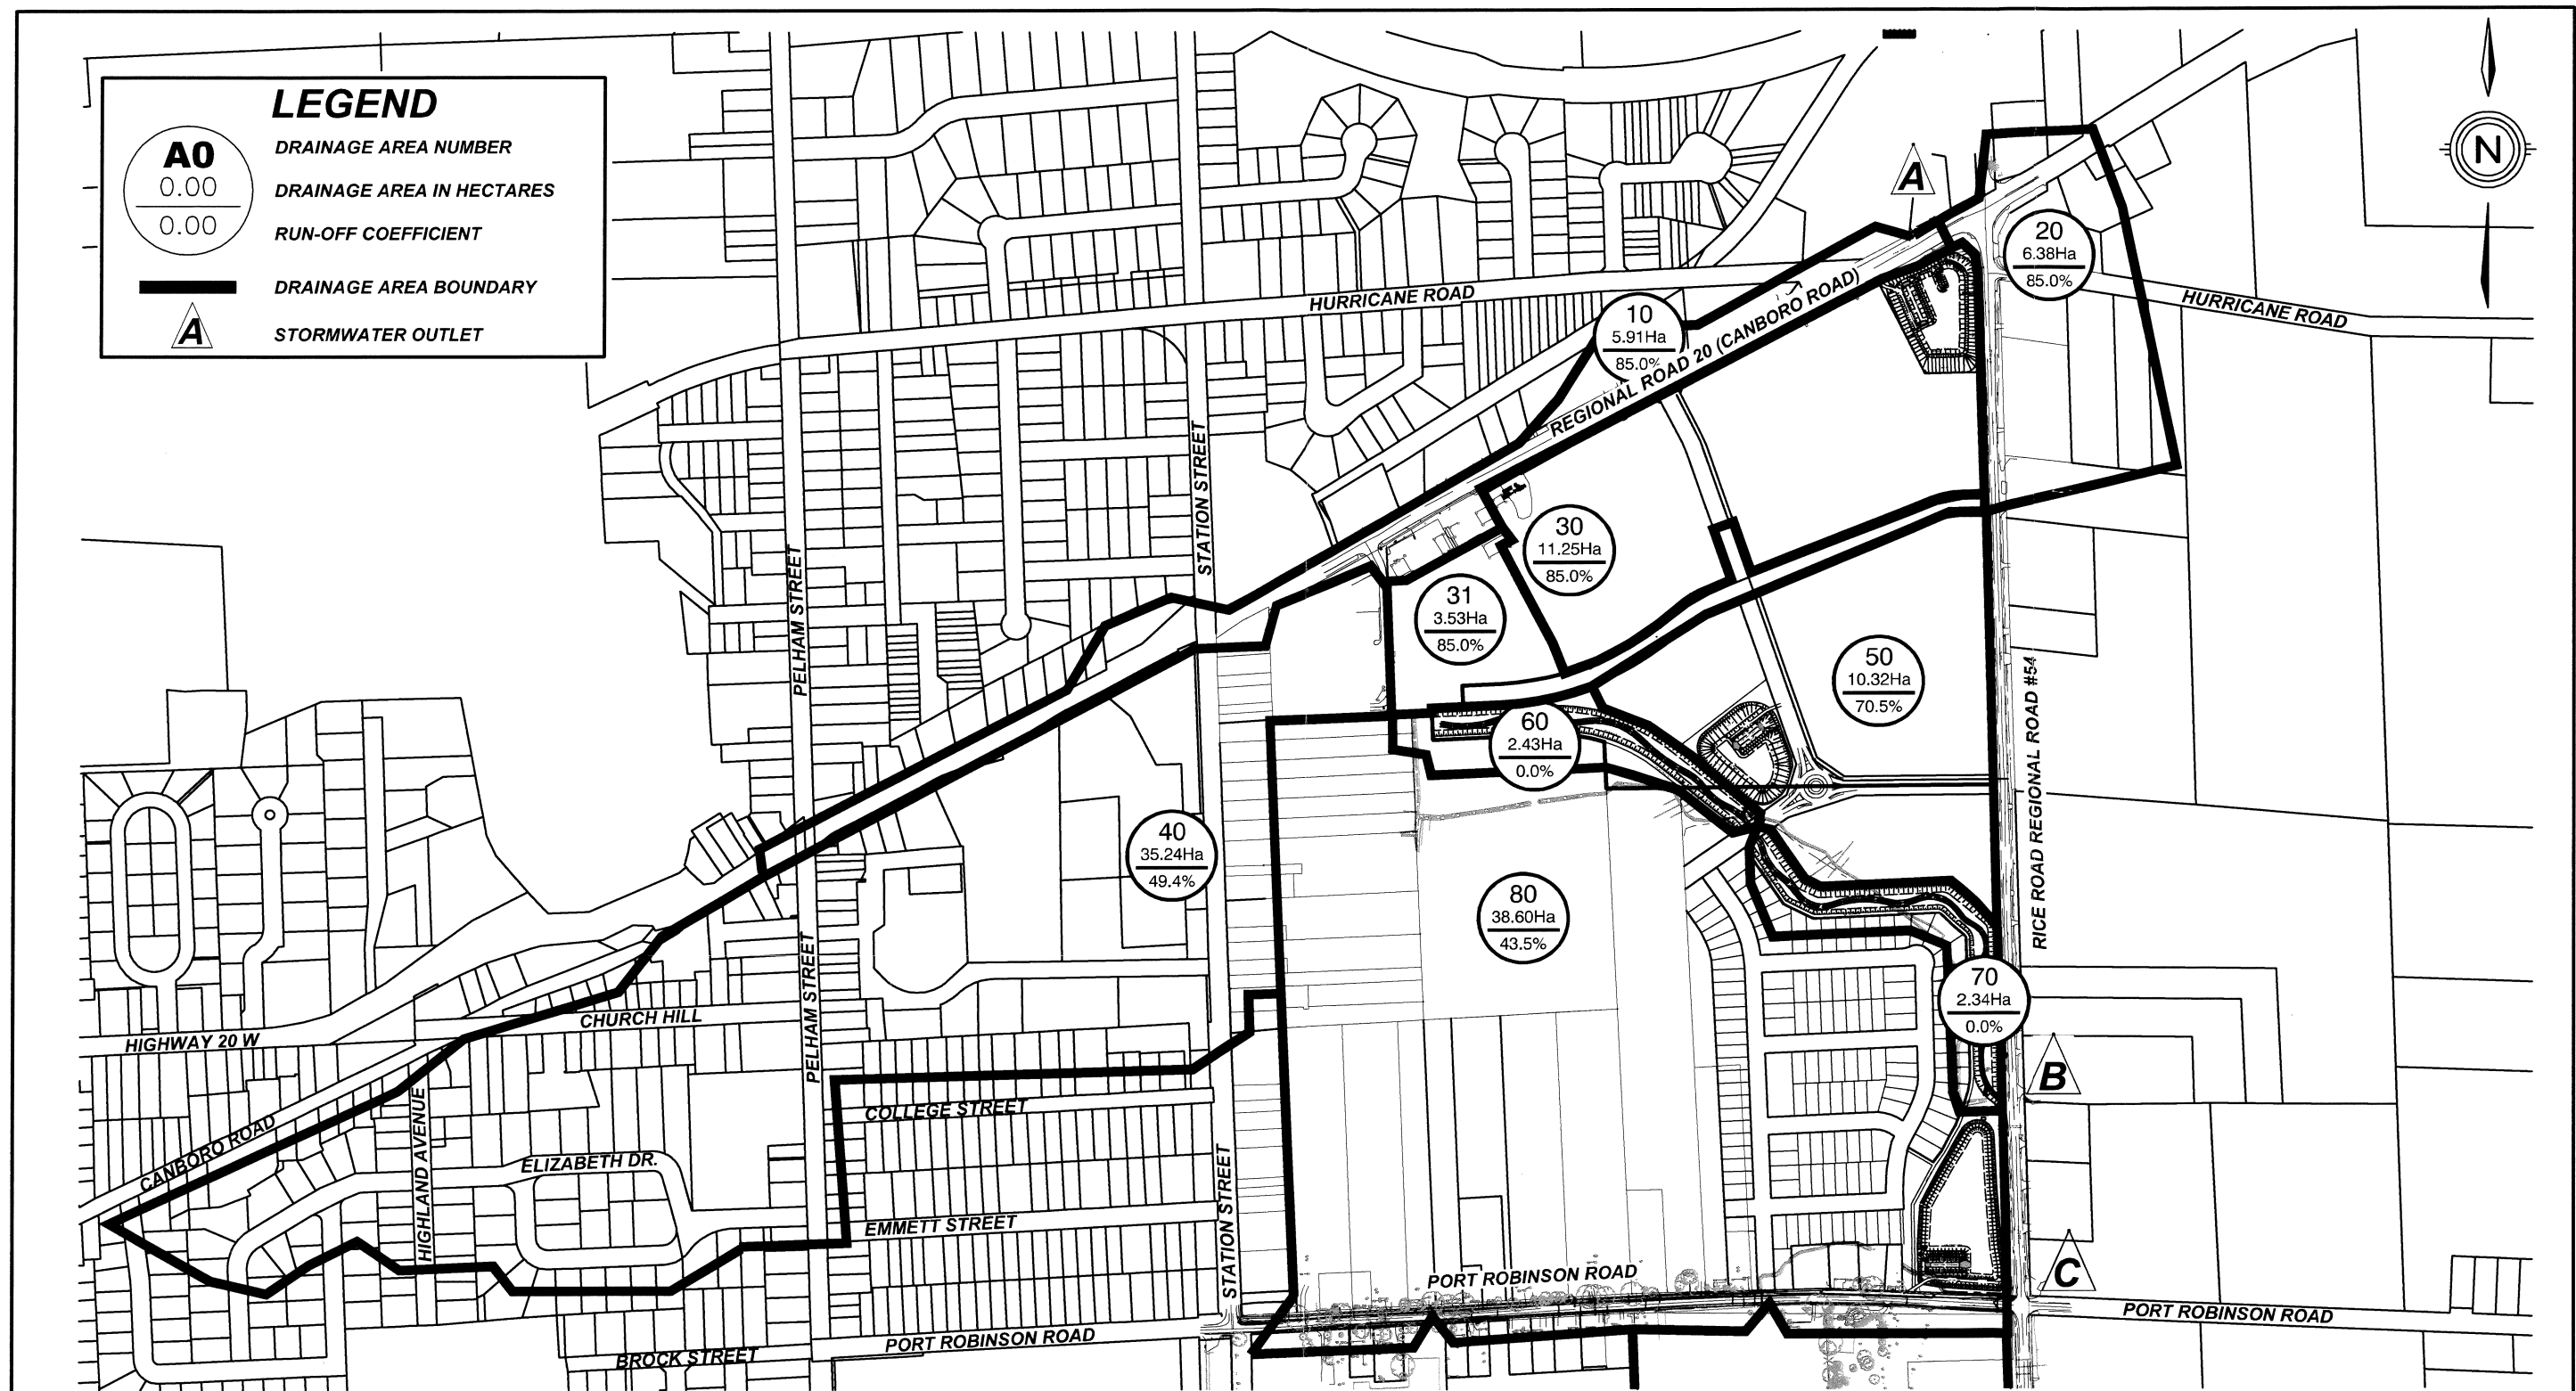 LEGEND
A0
0.00
0.00
DRAINAGE AREA NUMBER
DRAINAGE AREA IN HECTARES
RUN-OFF COEFFICIENT
DRAINAGE AREA BOUNDARY
A
STORMWATER OUTLET
N
A
20
6.38Ha
85.0%
HURRICANE ROAD
HURRICANE ROAD
10
5.91Ha
85.0%
REGIONAL ROAD 20 (CANBORO ROAD)
STATION STREET
30
11.25Ha
85.0%
31
3.53Ha
85.0%
PELHAM STREET
50
10.32Ha
70.5%
RICE ROAD REGIONAL ROAD #54
60
2.43Ha
0.0%
40
35.24Ha
49.4%
80
38.60Ha
43.5%
70
2.34Ha
0.0%
PELHAM STREET
CHURCH HILL
HIGHWAY 20 W
B
COLLEGE STREET
HIGHLAND AVENUE
CANBORO ROAD
ELIZABETH DR.
EMMETT STREET
STATION STREET
C
PORT ROBINSON ROAD
PORT ROBINSON ROAD
PORT ROBINSON ROAD
BROCK STREET